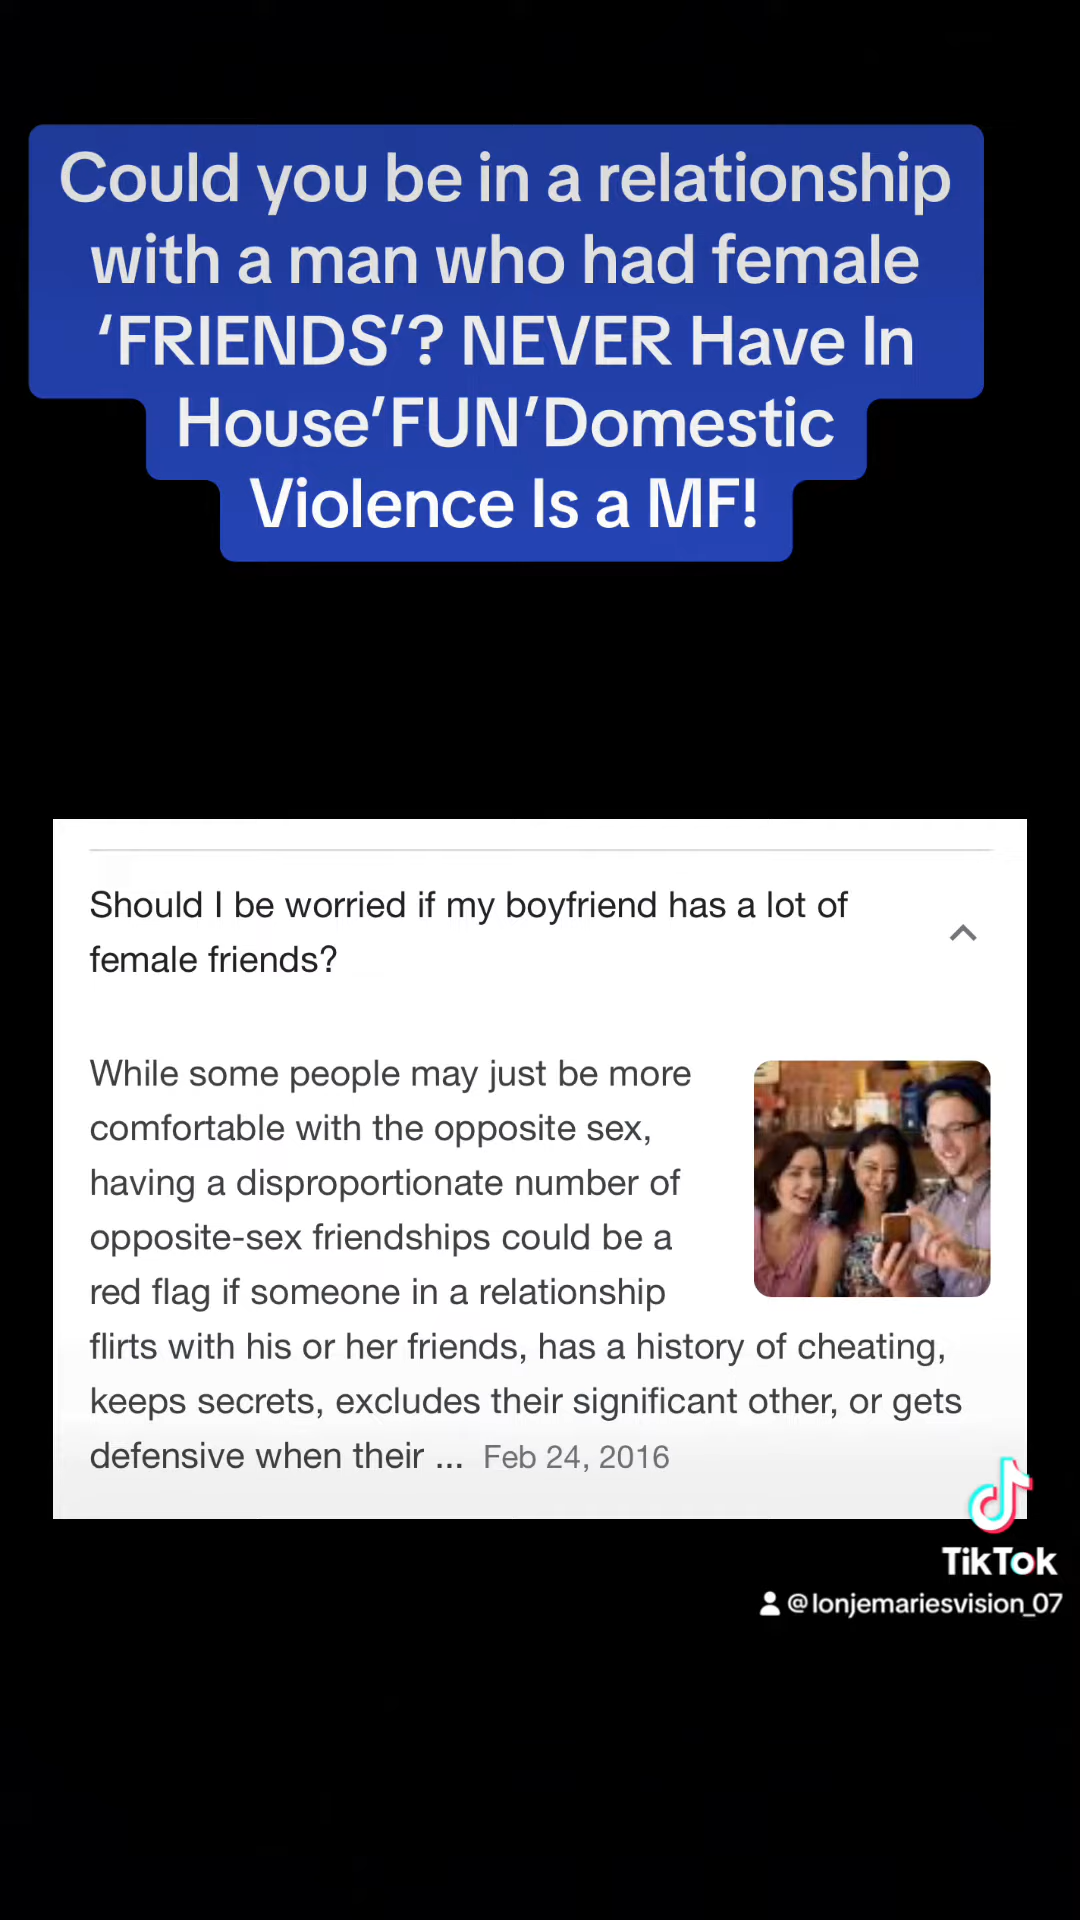 Could you be in a relationship
with a man who had female
‘FRIENDS’? NEVER Have In
House’FUN’Domestic
Violence Is a MF!
Should I be worried if my boyfriend has a lot of
female friends?
While some people may just be more
comfortable with the opposite sex,
having a disproportionate number of
opposite-sex friendships could be a
red flag if someone in a relationship
flirts with his or her friends, has a history of cheating,
keeps secrets, excludes their significant other, or gets
defensive when their ... Feb 24, 2016
TikTok
@lonjemariesvision_07